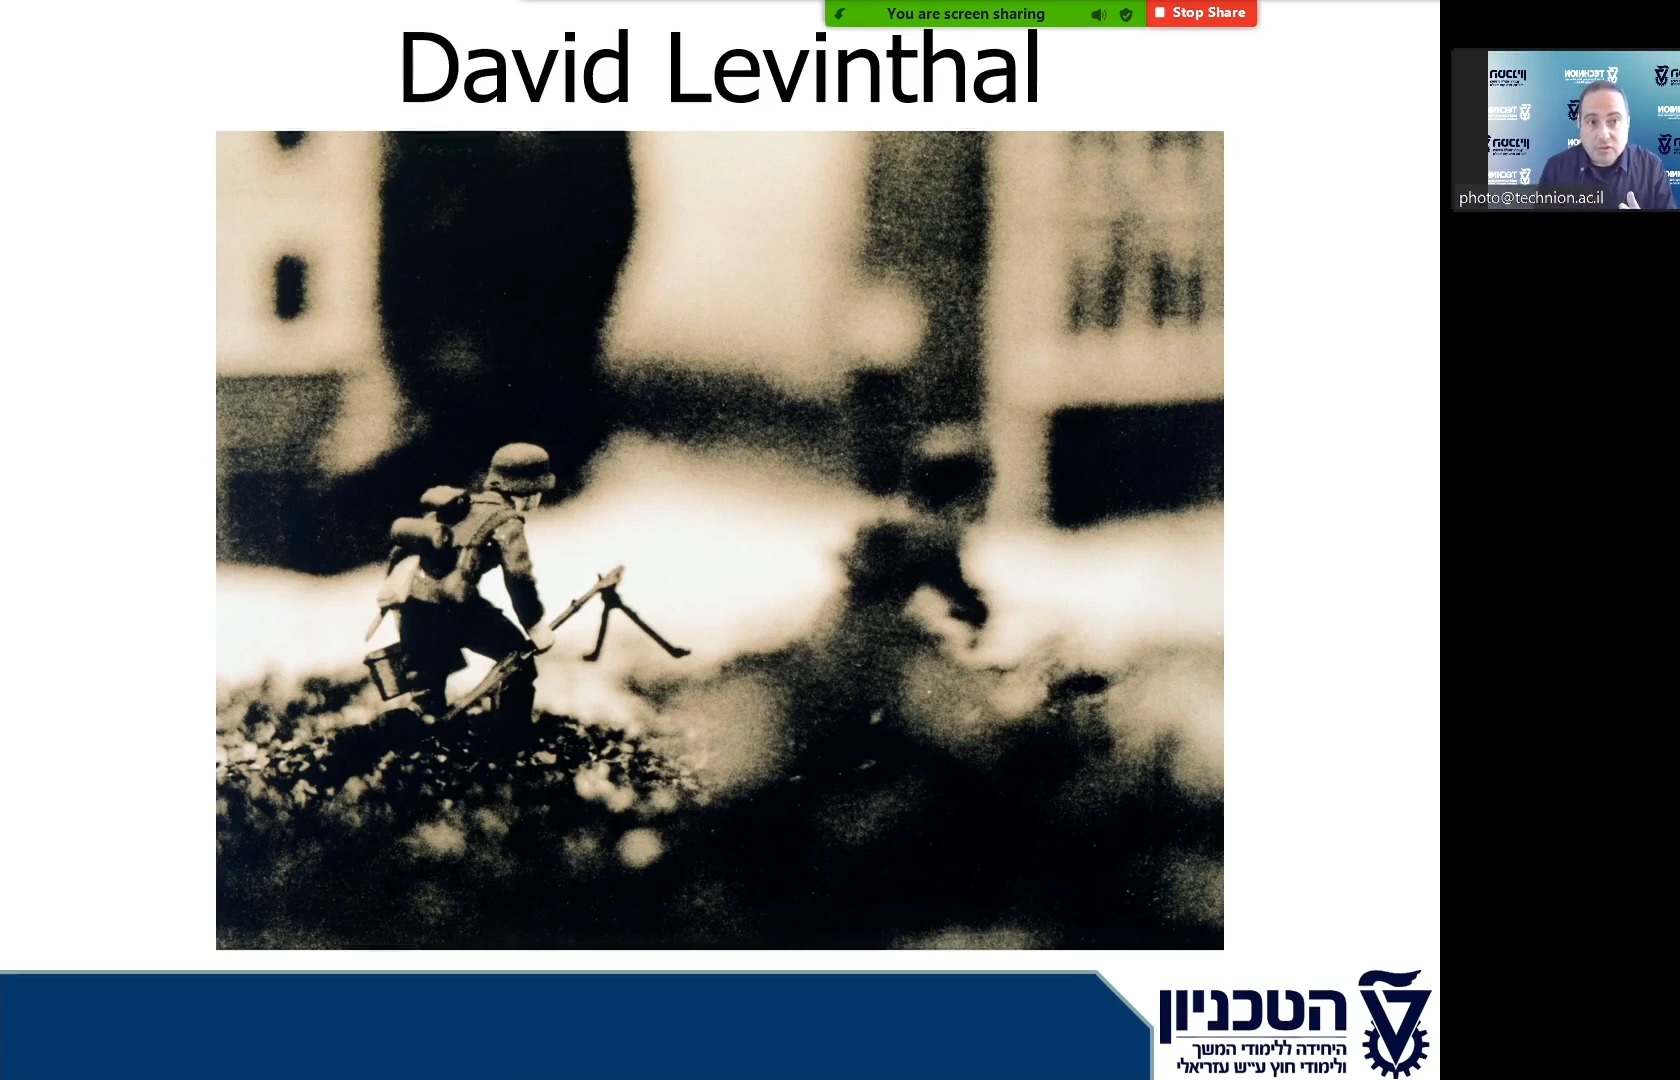 You are screen sharing
Stop Share
David Levinthal
photo@technion.ac.il
הטכניון
היחידה ללימודי המשך
ולימודי חוץ ע״ש עזריאלי